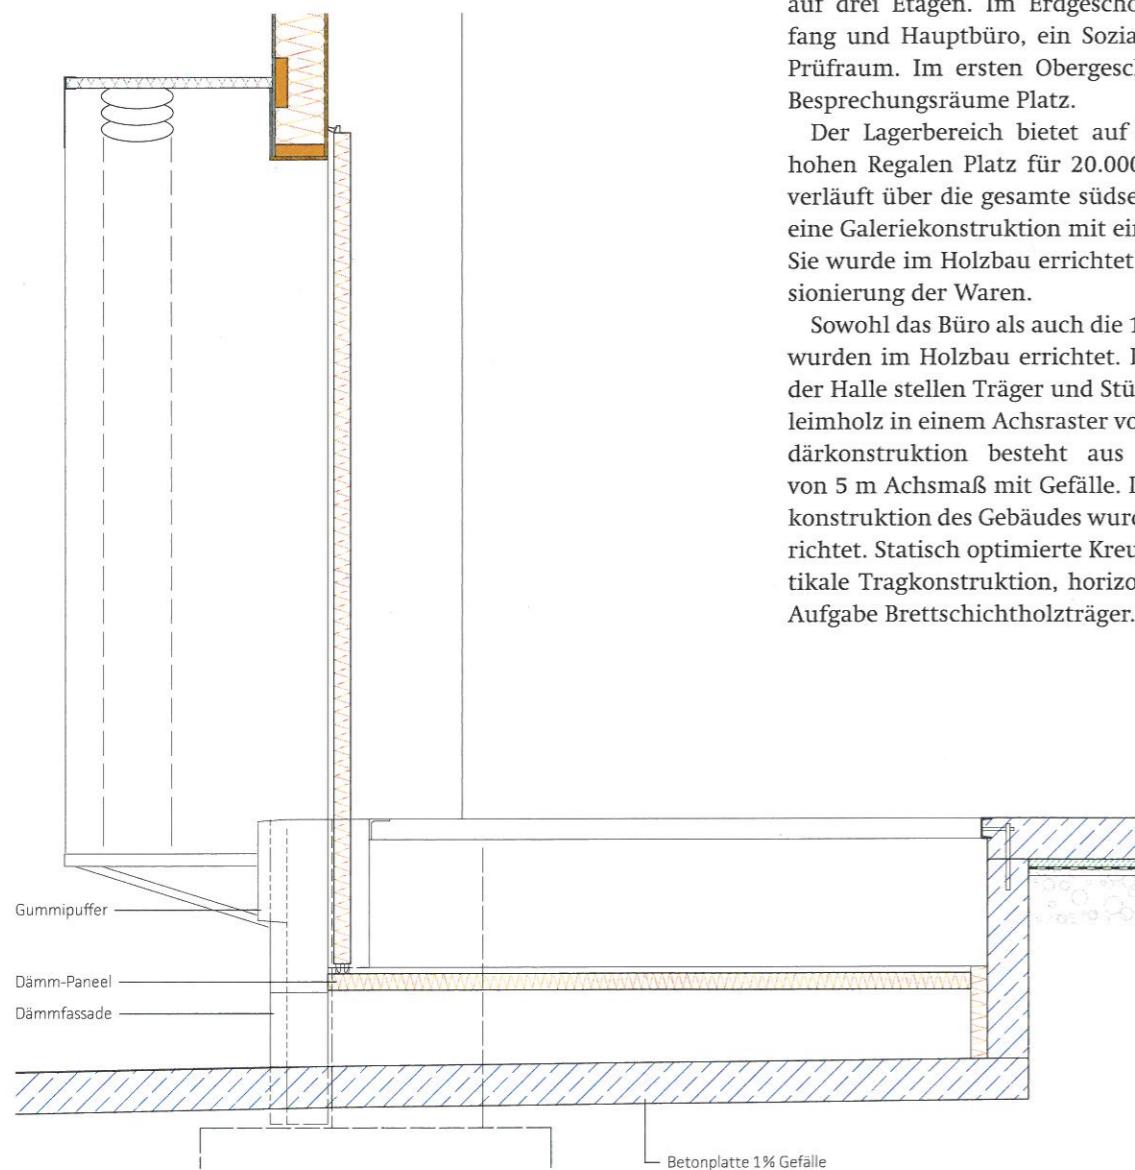 auf drei Etagen. Im Erdgescho
fang und Hauptbüro, ein Sozia
Prüfraum. Im ersten Obergesch
Besprechungsräume Platz.
Der Lagerbereich bietet auf
hohen Regalen Platz für 20.000
verläuft über die gesamte südse
eine Galeriekonstruktion mit ein
Sie wurde im Holzbau errichtet
sionierung der Waren.
Sowohl das Büro als auch die 1
wurden im Holzbau errichtet. I
der Halle stellen Träger und Stü
leimholz in einem Achsraster vo
därkonstruktion besteht aus
von 5 m Achsmaß mit Gefälle. I
konstruktion des Gebäudes wurd
richtet. Statisch optimierte Kreu
tikale Tragkonstruktion, horizo
Aufgabe Brettschichtholzträger.
Gummipuffer
Dämm-Paneel
Dämmfassade
Betonplatte 1% Gefälle